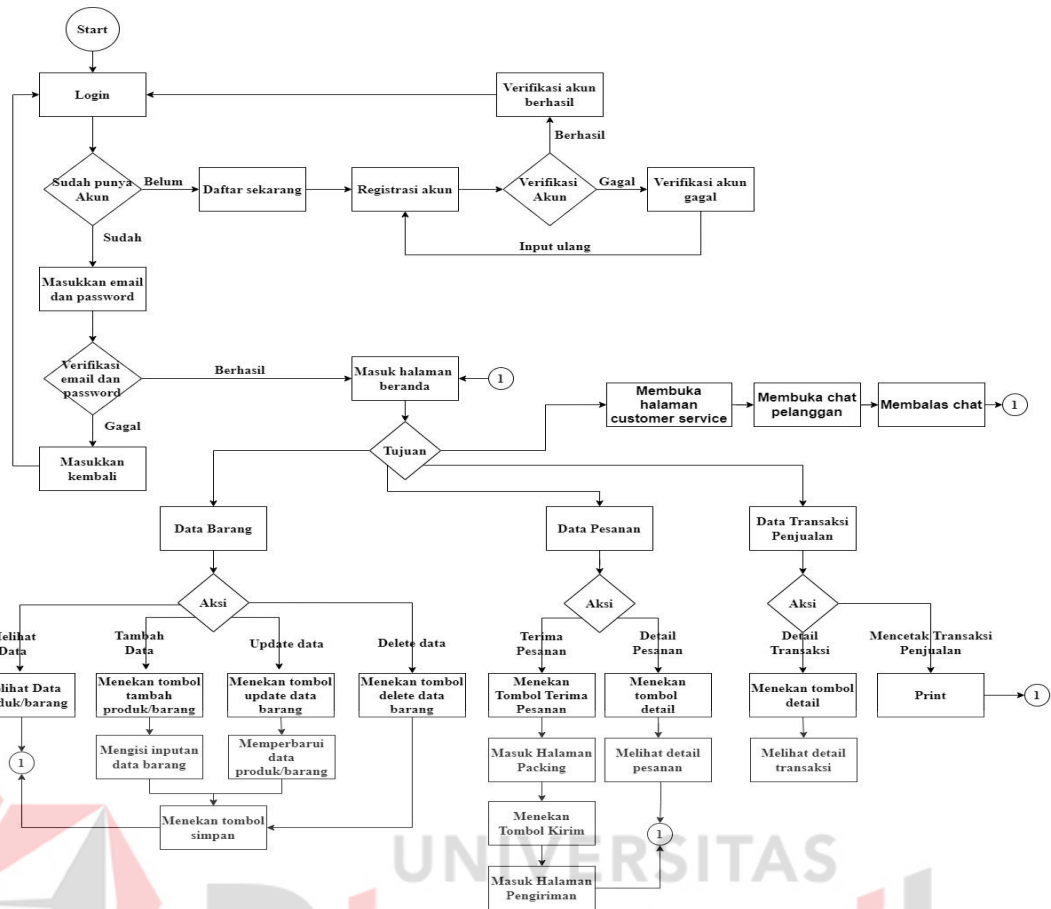 Start
Login
Verifikasi akun
berhasil
Berhasil
Sudah punya
Akun
Belum
Daftar sekarang
Registrasi akun
Verifikasi
Akun
Gagal
Verifikasi akun
gagal
Input ulang
Sudah
Masukkan email
dan password
Verifikasi
email dan
password
Berhasil
Masuk halaman
beranda
1
Gagal
Masukkan
kembali
Tujuan
Membuka
halaman
customer service
Membuka chat
pelanggan
Membalas chat
1
Data Barang
Data Pesanan
Data Transaksi
Penjualan
Aksi
Aksi
Aksi
Data
Tambah
Data
Update data
Delete data
Terima
Pesanan
Detail
Pesanan
Detail
Transaksi
Mencetak Transaksi
Penjualan
Data
Menekan tombol
tambah
produk/barang
Menekan tombol
update data
barang
Menekan tombol
delete data
barang
Menekan
Tombol Terima
Pesanan
Menekan
tombol
detail
Menekan tombol
detail
Print
1
1
Mengisi inputan
data barang
Memperbarui
data
produk/barang
Masuk Halaman
Packing
Melihat detail
pesanan
Melihat detail
transaksi
Menekan tombol
simpan
Menekan
Tombol Kirim
1
Masuk Halaman
Pengiriman
UNIVERSITAS